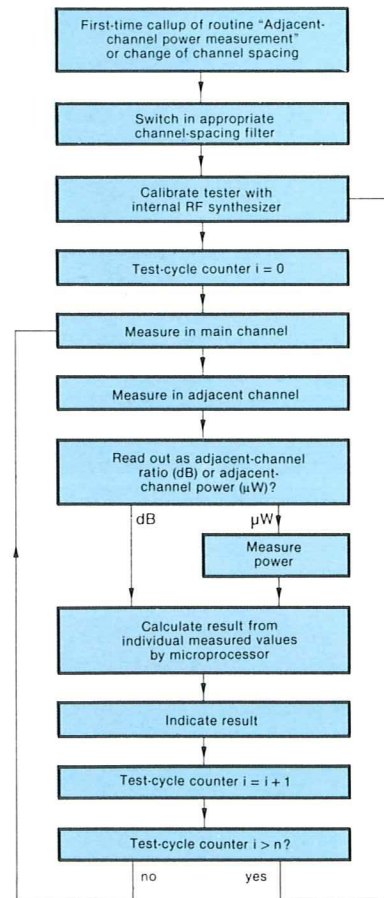 First-time callup of routine “Adjacent-
channel power measurement”
or change of channel spacing
Switch in appropriate
channel-spacing filter
Calibrate tester with
internal RF synthesizer
Test-cycle counter i = 0
Measure in main channel
Measure in adjacent channel
Read out as adjacent-channel
ratio (dB) or adjacent-
channel power (µW)?
dB
µW
Measure
power
Calculate result from
individual measured values
by microprocessor
Indicate result
Test-cycle counter i = i + 1
Test-cycle counter i > n?
no
yes